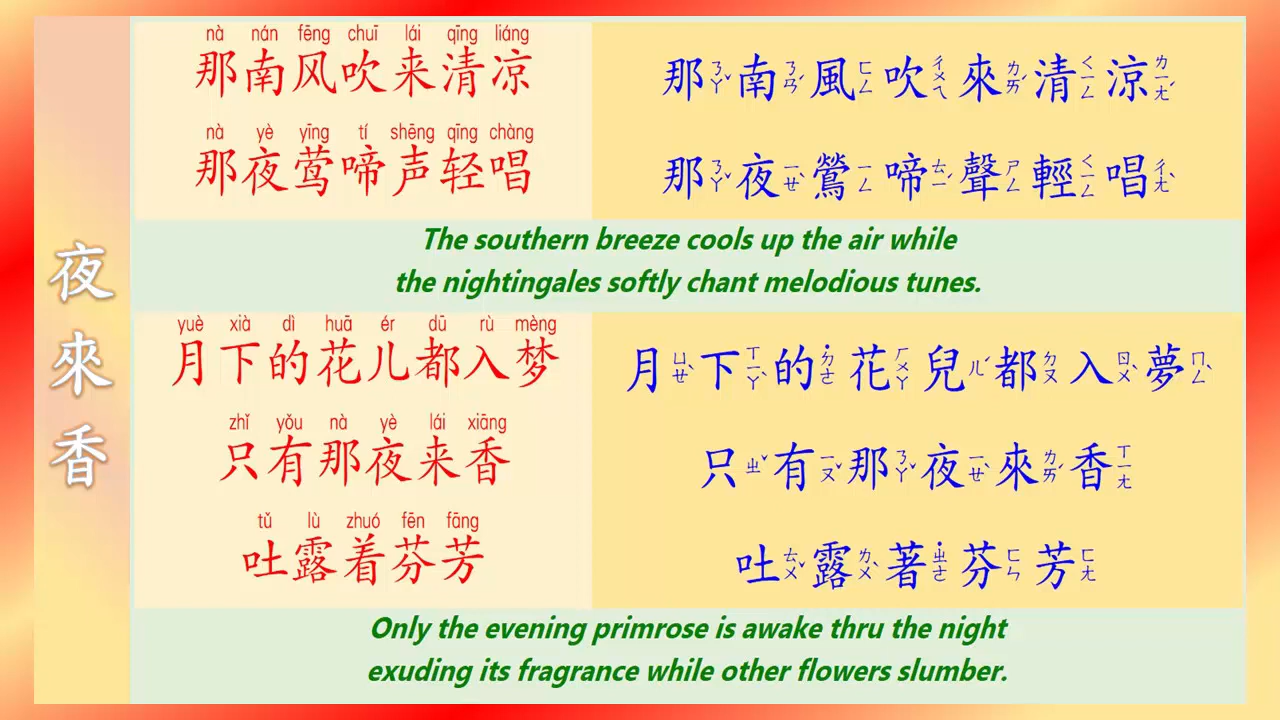 夜來香
nà nán fēng chuī lái qīng liáng
那南风吹来清凉
nà yè yīng tí shēng qīng chàng
那夜莺啼声轻唱
那ㄋㄚˇ南ㄋㄢˊ風ㄈㄥ吹ㄔㄨㄟ來ㄌㄞˊ清ㄑㄧㄥ涼ㄌㄧㄤˊ
那ㄋㄚˇ夜ㄧㄝˋ鶯ㄧㄥ啼ㄊㄧˊ聲ㄕㄥ輕ㄑㄧㄥ唱ㄔㄤˋ
The southern breeze cools up the air while
the nightingales softly chant melodious tunes.
yuè xià dì huā ér dū rù mèng
月下的花儿都入梦
zhǐ yǒu nà yè lái xiāng
只有那夜来香
tǔ lù zhuó fēn fāng
吐露着芬芳
月ㄩㄝˋ下ㄒㄧㄚˋ的˙ㄉㄜ花ㄏㄨㄚ兒ㄦˊ都ㄉㄡ入ㄖㄨˋ夢ㄇㄥˋ
只ㄓˇ有ㄧㄡˇ那ㄋㄚˇ夜ㄧㄝˋ來ㄌㄞˊ香ㄒㄧㄤ
吐ㄊㄨˇ露ㄌㄨˋ著˙ㄓㄜ芬ㄈㄣ芳ㄈㄤ
Only the evening primrose is awake thru the night
exuding its fragrance while other flowers slumber.